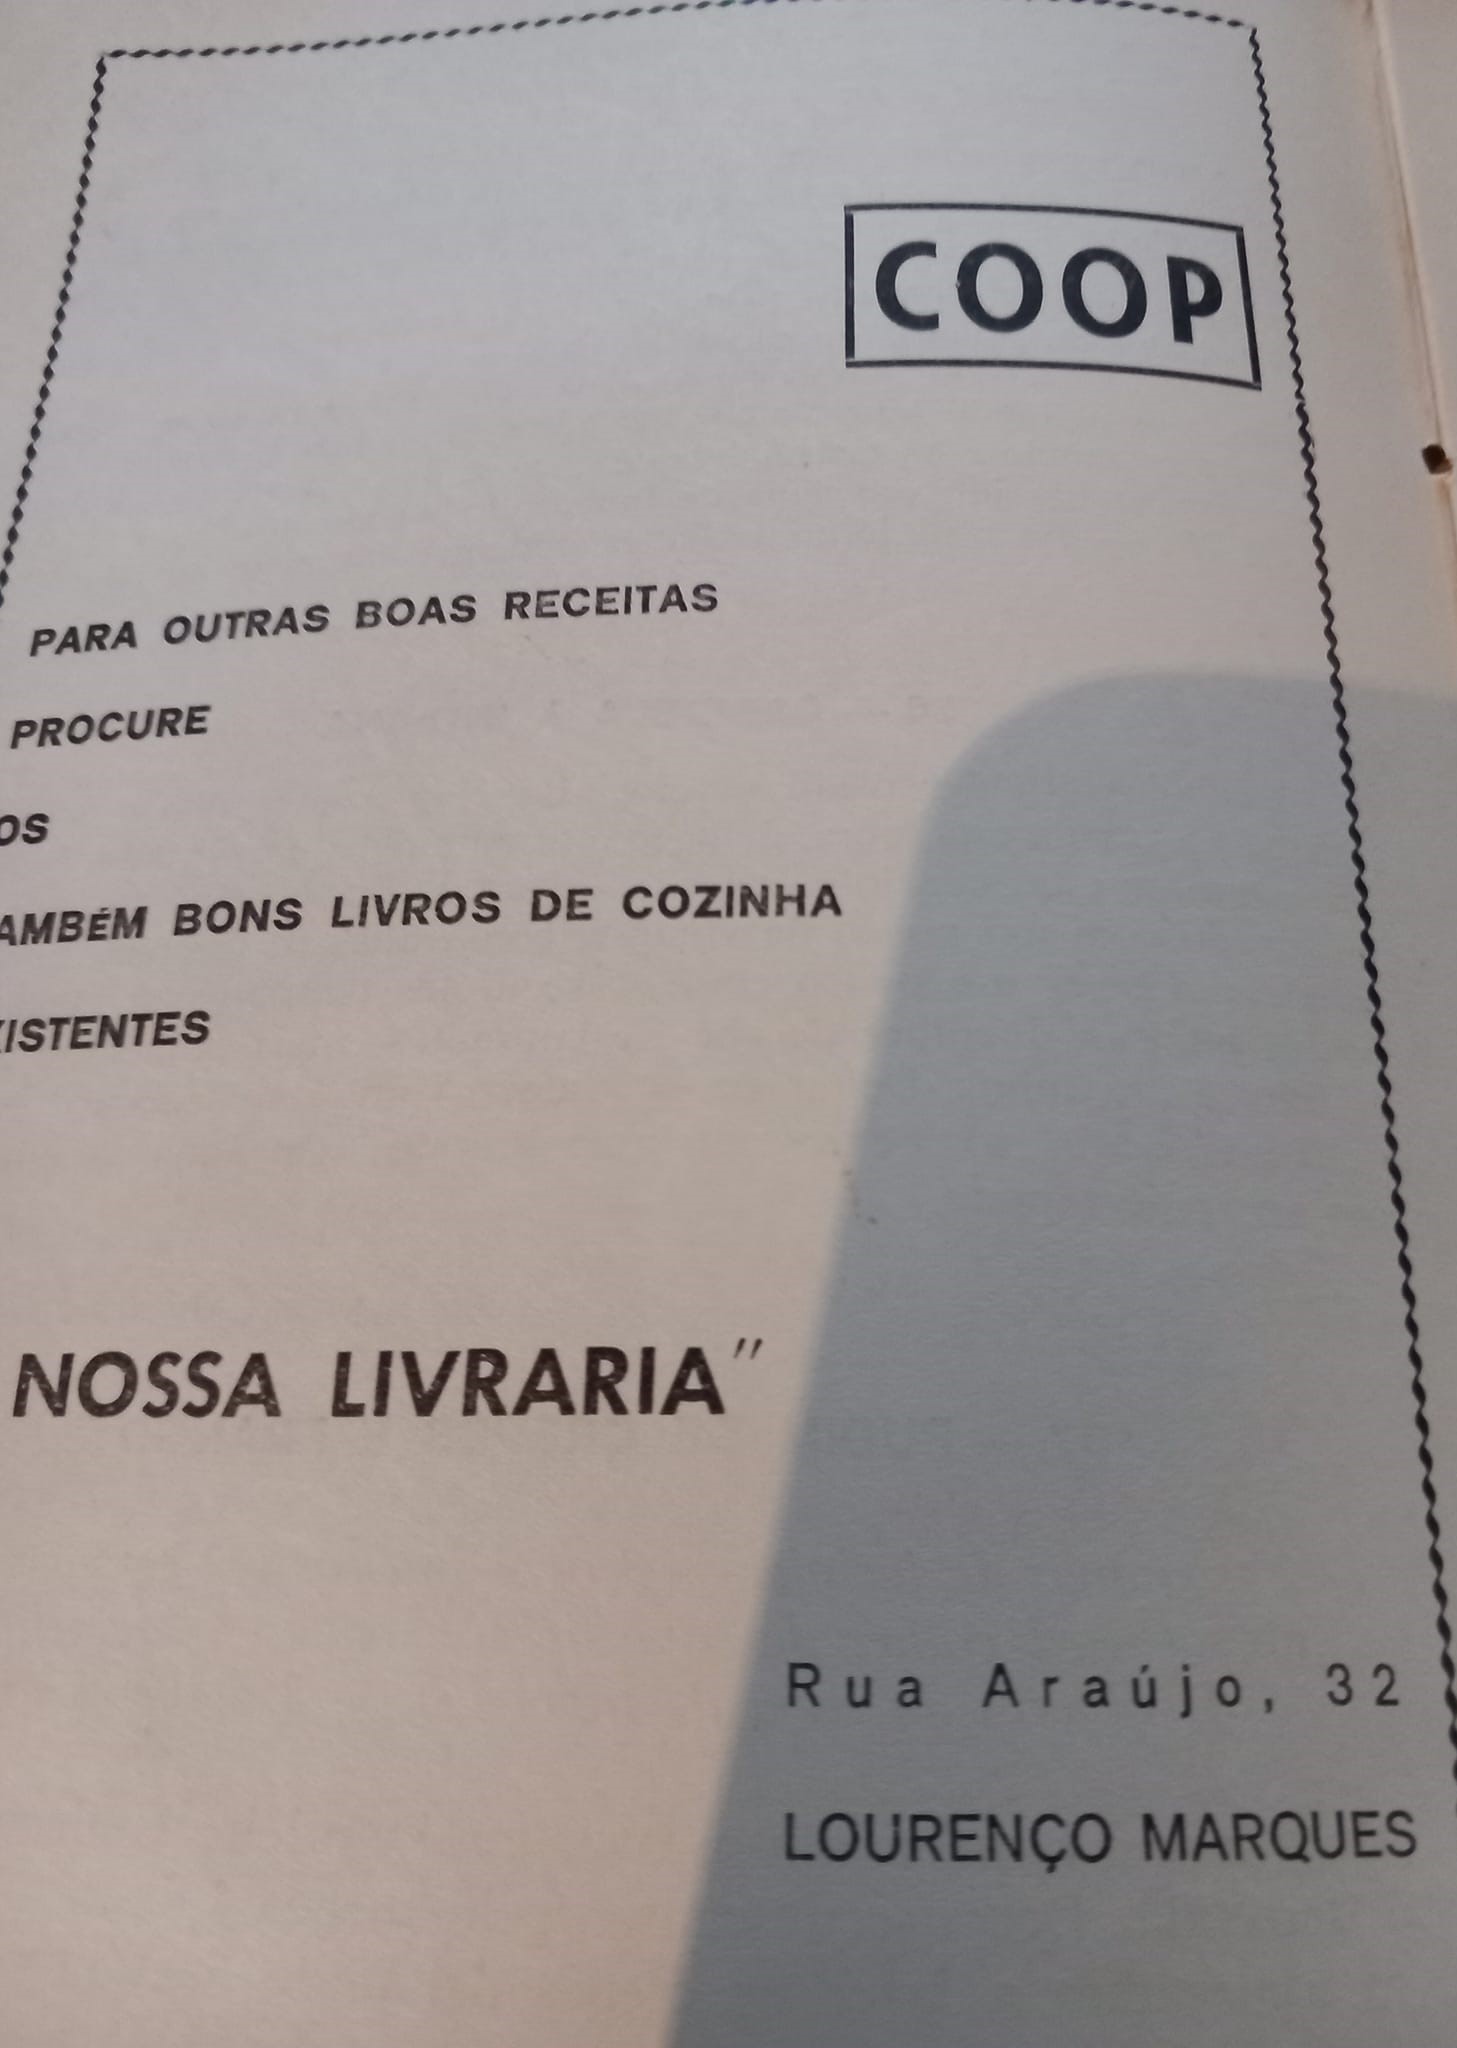 COOP
PARA OUTRAS BOAS RECEITAS
PROCURE
OS
AMBÉM BONS LIVROS DE COZINHA
XISTENTES
NOSSA LIVRARIA"
Rua Araújo, 32
LOURENÇO MARQUES